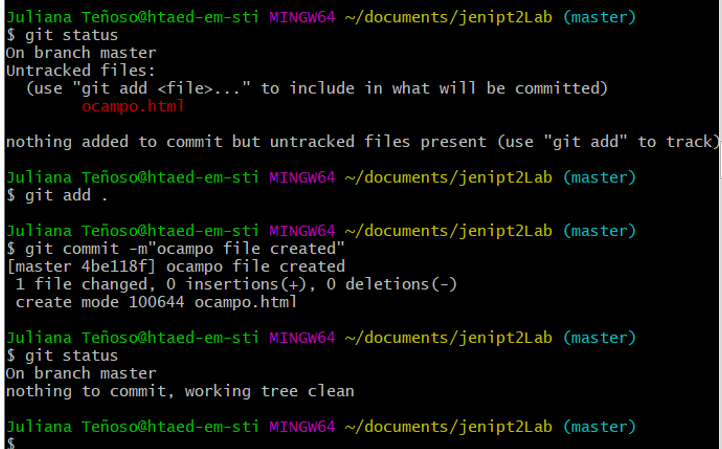 Juliana Teñoso@htaed-em-sti MINGW64 ~/documents/jenipt2Lab (master)
$ git status
On branch master
Untracked files:
  (use "git add <file>..." to include in what will be committed)
        ocampo.html

nothing added to commit but untracked files present (use "git add" to track)

Juliana Teñoso@htaed-em-sti MINGW64 ~/documents/jenipt2Lab (master)
$ git add .

Juliana Teñoso@htaed-em-sti MINGW64 ~/documents/jenipt2Lab (master)
$ git commit -m"ocampo file created"
[master 4be118f] ocampo file created
 1 file changed, 0 insertions(+), 0 deletions(-)
 create mode 100644 ocampo.html

Juliana Teñoso@htaed-em-sti MINGW64 ~/documents/jenipt2Lab (master)
$ git status
On branch master
nothing to commit, working tree clean

Juliana Teñoso@htaed-em-sti MINGW64 ~/documents/jenipt2Lab (master)
$